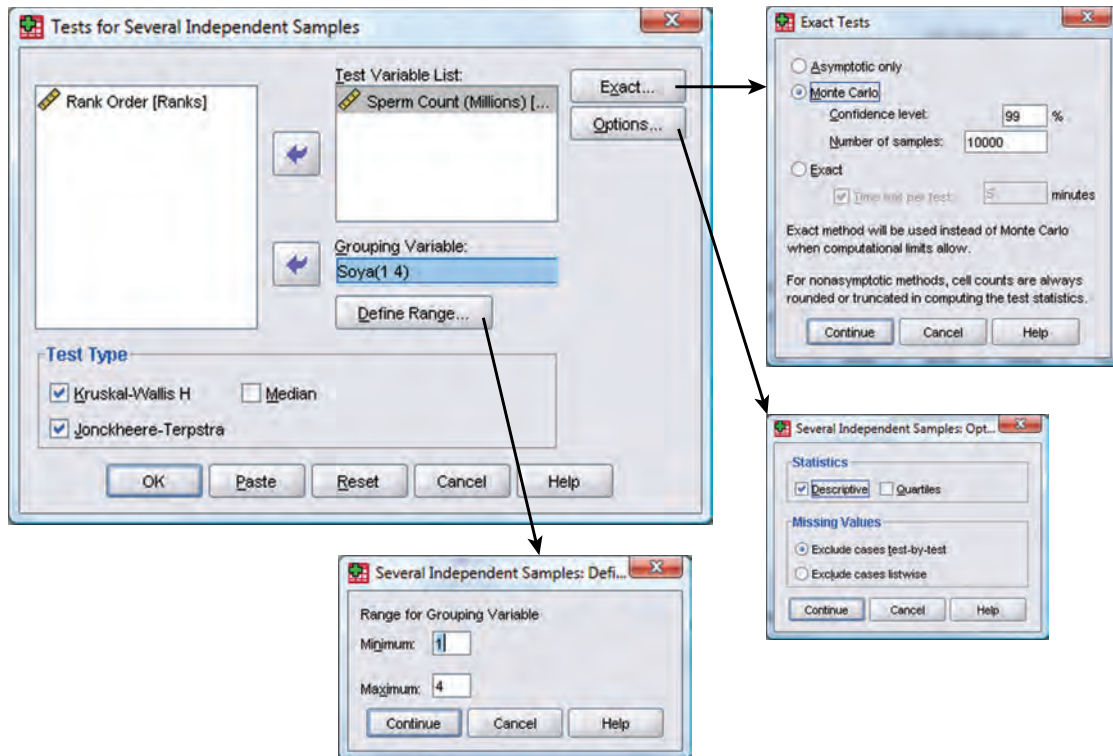 Tests for Several Independent Samples
Test Variable List:
Rank Order [Ranks]
Sperm Count (Millions) [...
Exact...
Options...
Grouping Variable:
Soya(1 4)
Define Range...
Test Type
Kruskal-Wallis H
Median
Jonckheere-Terpstra
OK
Paste
Reset
Cancel
Help
Exact Tests
Asymptotic only
Monte Carlo
Confidence level:
99
%
Number of samples:
10000
Exact
Time limit per test:
5
minutes
Exact method will be used instead of Monte Carlo
when computational limits allow.
For nonasymptotic methods, cell counts are always
rounded or truncated in computing the test statistics.
Continue
Cancel
Help
Several Independent Samples: Opt...
Statistics
Descriptive
Quartiles
Missing Values
Exclude cases test-by-test
Exclude cases listwise
Continue
Cancel
Help
Several Independent Samples: Defi...
Range for Grouping Variable
Minimum:
1
Maximum:
4
Continue
Cancel
Help